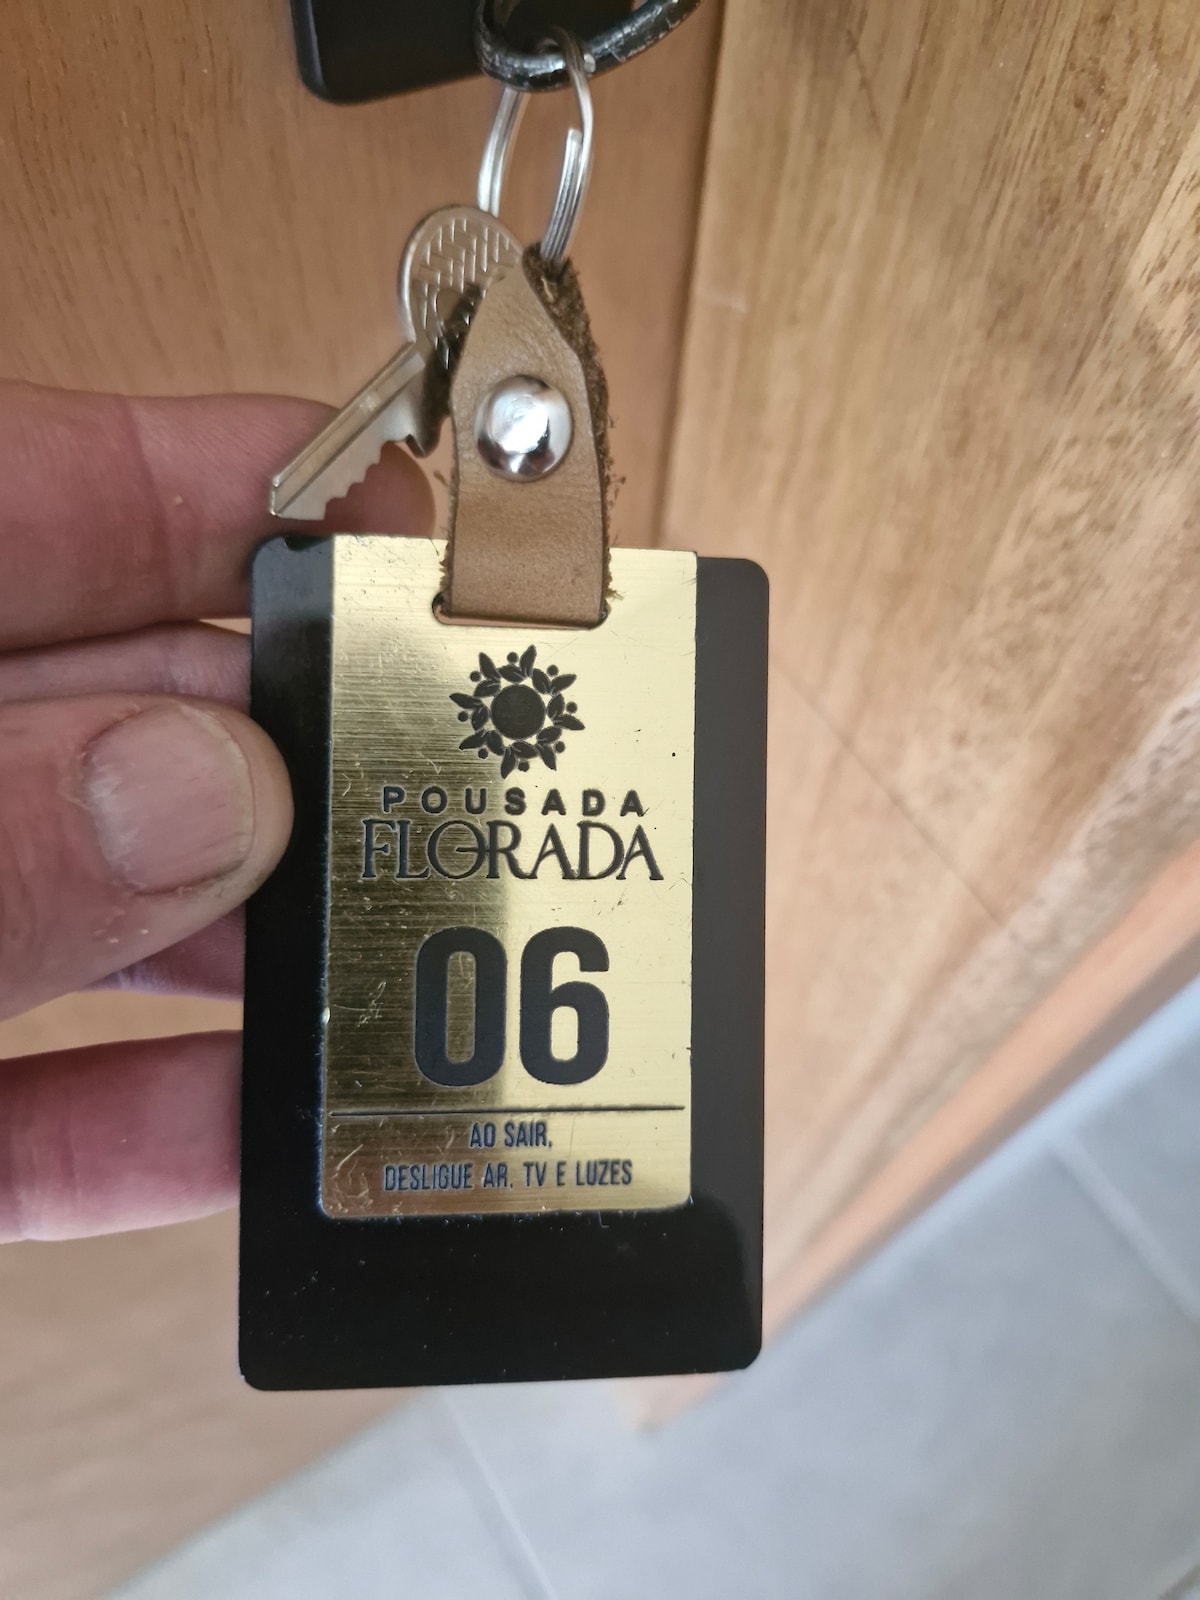 POUSADA
FLORADA
06
AO SAIR,
DESLIGUE AR, TV E LUZES